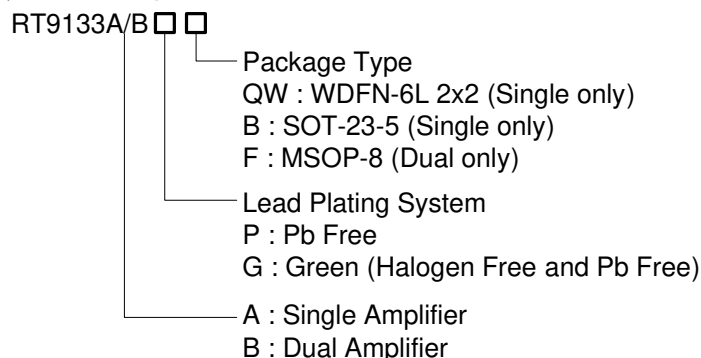 RT9133A/B□ □
Package Type
QW : WDFN-6L 2x2 (Single only)
B : SOT-23-5 (Single only)
F : MSOP-8 (Dual only)
Lead Plating System
P : Pb Free
G : Green (Halogen Free and Pb Free)
A : Single Amplifier
B : Dual Amplifier